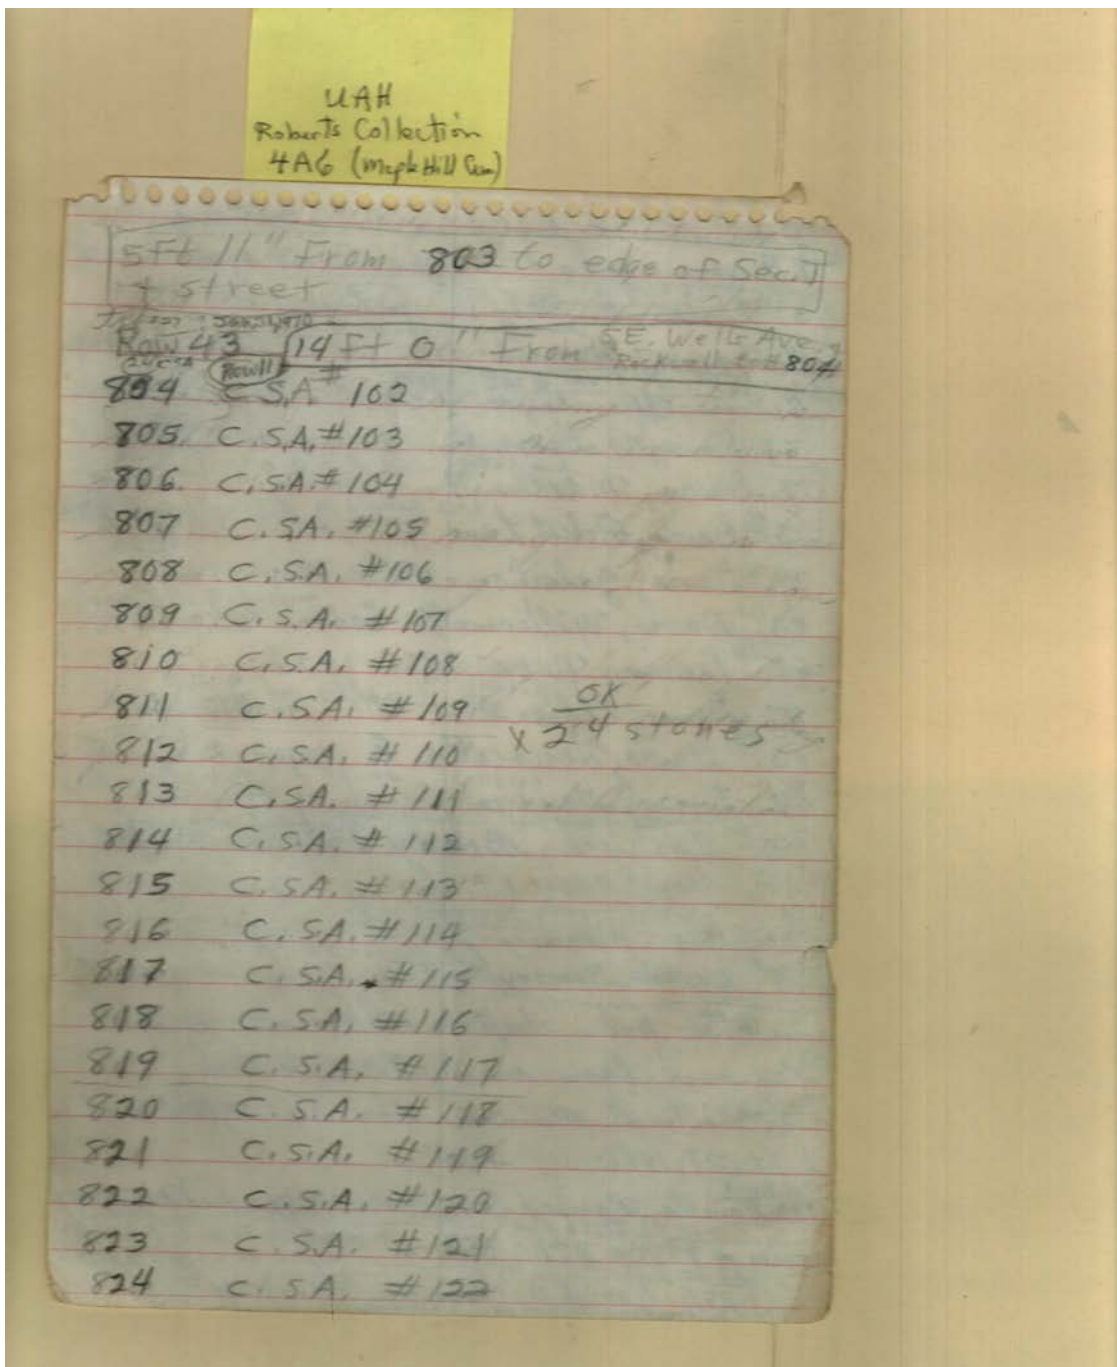 UAH
Roberts Collection
4A6 (Maple Hill Cem)
5Ft 11" From 803 to edge of Sec. I
+ street
Row 43 14 Ft 0" From S.E. Wells Ave.
Row 11 804
804 C.S.A # 102
805. C.S.A. #103
806. C.S.A.# 104
807 C.S.A. #105
808 C.S.A. #106
809 C.S.A. #107
810 C.S.A. #108
811 C.S.A. #109
OK
X 24 stones
812 C.S.A. # 110
813 C.S.A. # 111
814 C.S.A. # 112
815 C.S.A. # 113
816 C.S.A. # 114
817 C.S.A. # 115
818 C.S.A. #116
819 C.S.A. #117
820 C.S.A. #118
821 C.S.A. #119
822 C.S.A. #120
823 C.S.A. #121
824 C.S.A. #122